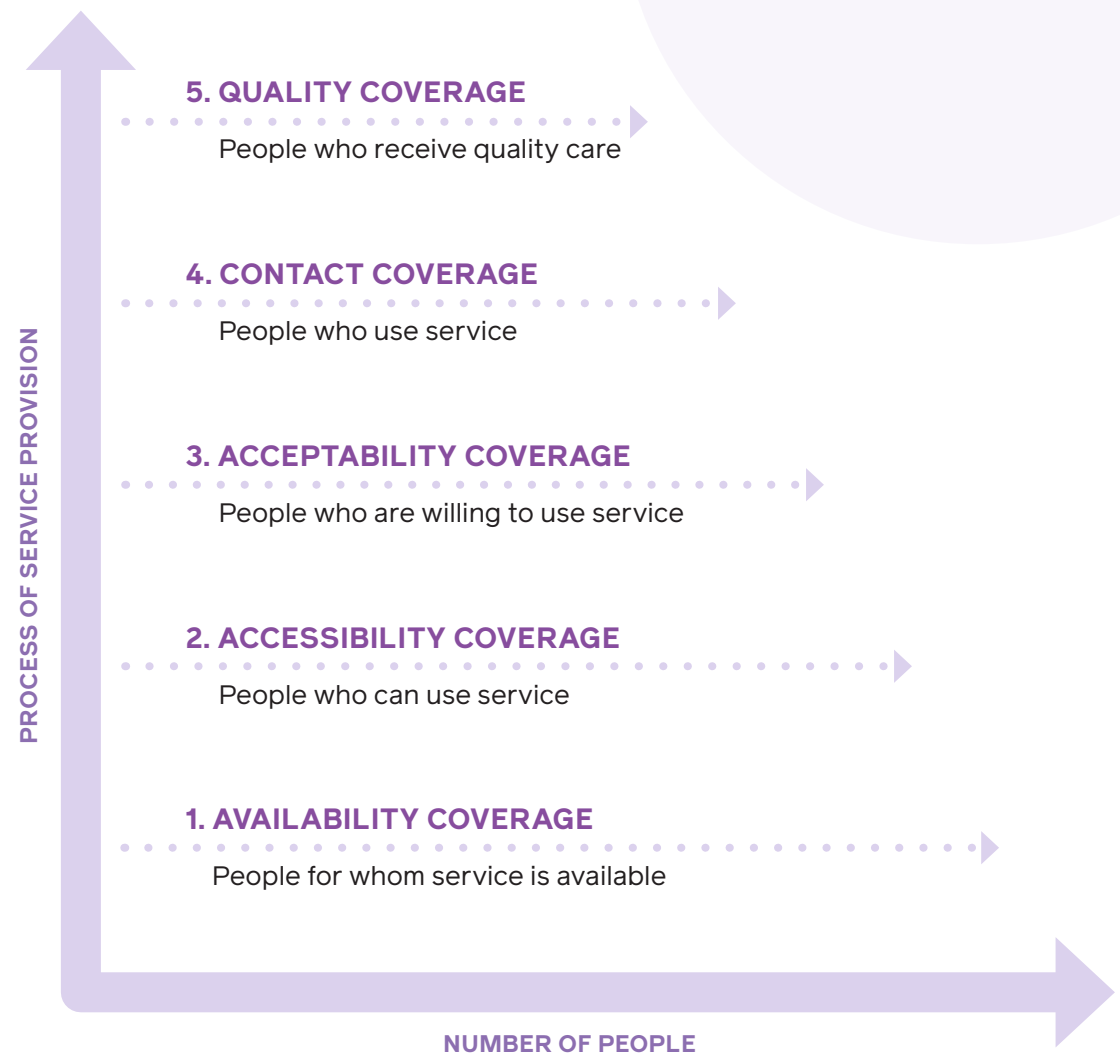 5. QUALITY COVERAGE
People who receive quality care
4. CONTACT COVERAGE
People who use service
3. ACCEPTABILITY COVERAGE
People who are willing to use service
2. ACCESSIBILITY COVERAGE
People who can use service
1. AVAILABILITY COVERAGE
People for whom service is available
PROCESS OF SERVICE PROVISION
NUMBER OF PEOPLE